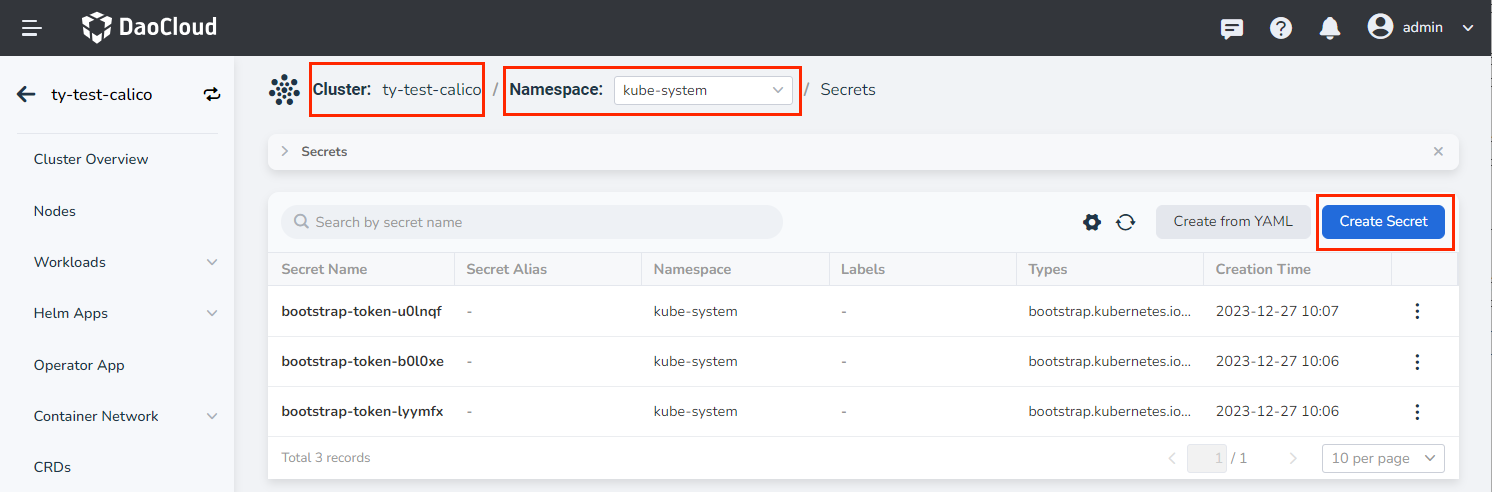 DaoCloud
admin
ty-test-calico
Cluster: ty-test-calico / Namespace: kube-system / Secrets
Cluster Overview
Nodes
Workloads
Helm Apps
Operator App
Container Network
CRDs
Secrets
Search by secret name
Create from YAML
Create Secret
Secret Name Secret Alias Namespace Labels Types Creation Time
bootstrap-token-u0lnqf - kube-system - bootstrap.kubernetes.io... 2023-12-27 10:07
bootstrap-token-b0l0xe - kube-system - bootstrap.kubernetes.io... 2023-12-27 10:06
bootstrap-token-lyymfx - kube-system - bootstrap.kubernetes.io... 2023-12-27 10:06
Total 3 records
1 / 1
10 per page